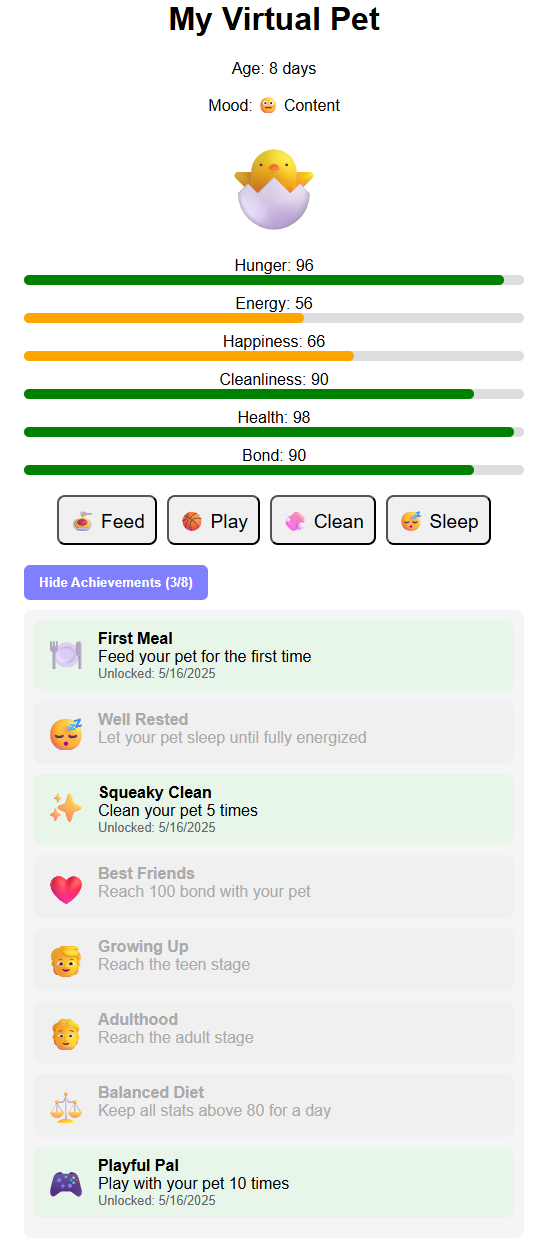 My Virtual Pet
Age: 8 days
Mood: Content
Hunger: 96
Energy: 56
Happiness: 66
Cleanliness: 90
Health: 98
Bond: 90
Feed Play Clean Sleep
Hide Achievements (3/8)
First Meal
Feed your pet for the first time
Unlocked: 5/16/2025
Well Rested
Let your pet sleep until fully energized
Squeaky Clean
Clean your pet 5 times
Unlocked: 5/16/2025
Best Friends
Reach 100 bond with your pet
Growing Up
Reach the teen stage
Adulthood
Reach the adult stage
Balanced Diet
Keep all stats above 80 for a day
Playful Pal
Play with your pet 10 times
Unlocked: 5/16/2025